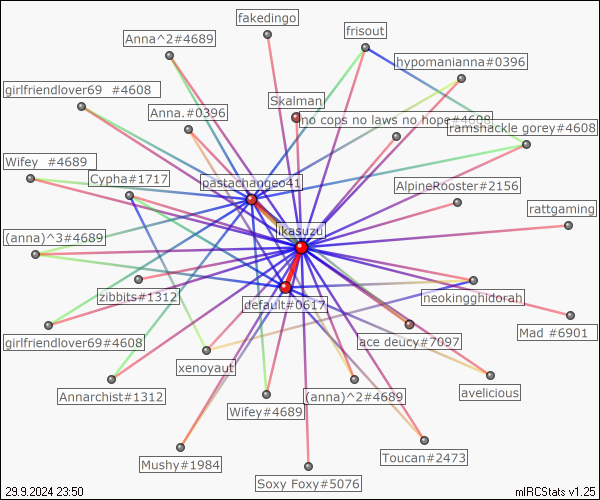 fakedingo
frisout
Anna^2#4689
hypomanianna#0396
girlfriendlover69 #4608
Skalman
Anna.#0396
no cops no laws no hope#4608
ramshackle gorey#4608
Wifey #4689
Cypha#1717
pastachangeo41
AlpineRooster#2156
rattgaming
ikasuzu
(anna)^3#4689
zibbits#1312
default#0617
neokingghidorah
girlfriendlover69#4608
ace deucy#7097
Mad #6901
xenoyaut
Annarchist#1312
Wifey#4689
(anna)^2#4689
avelicious
Mushy#1984
Toucan#2473
Soxy Foxy#5076
29.9.2024 23:50
mIRCStats v1.25